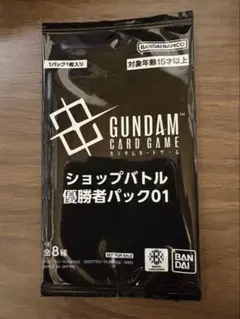 BANDAI NAMCO
1パック1枚入り
対象年齢15才以上
GUNDAM
CARD GAME
ガンダムカードゲーム
ショップバトル
優勝者パック01
全8種
NOT FOR SALE
BAN
DAI